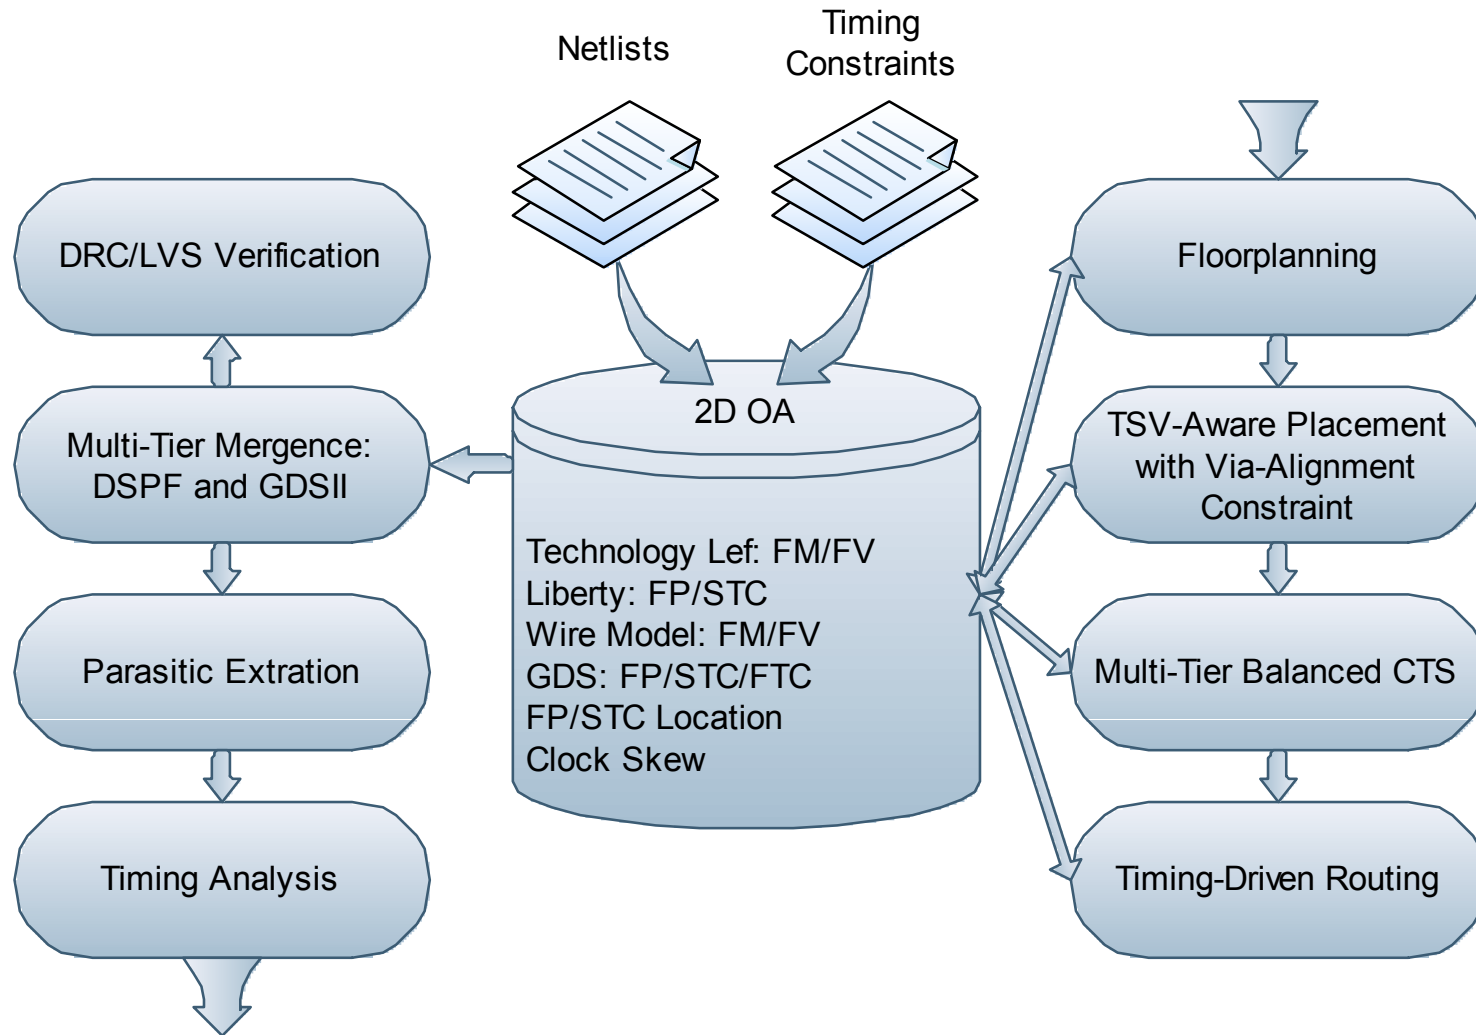 Netlists
Timing
Constraints
DRC/LVS Verification
Multi-Tier Mergence:
DSPF and GDSII
Parasitic Extration
Timing Analysis
2D OA
Technology Lef: FM/FV
Liberty: FP/STC
Wire Model: FM/FV
GDS: FP/STC/FTC
FP/STC Location
Clock Skew
Floorplanning
TSV-Aware Placement
with Via-Alignment
Constraint
Multi-Tier Balanced CTS
Timing-Driven Routing